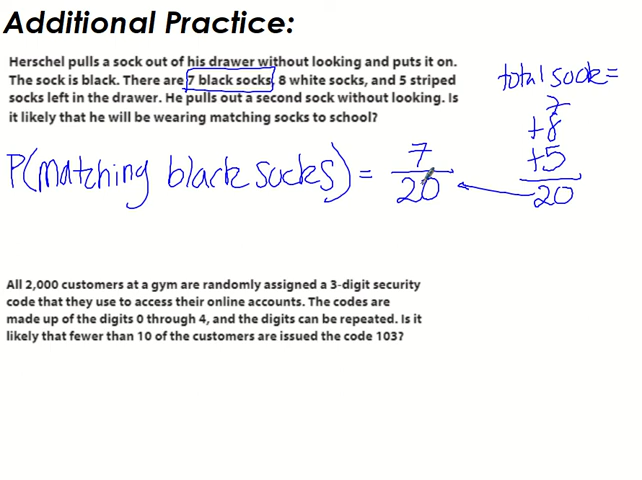 Additional Practice:
Herschel pulls a sock out of his drawer without looking and puts it on.
The sock is black. There are 7 black socks, 8 white socks, and 5 striped
socks left in the drawer. He pulls out a second sock without looking. Is
it likely that he will be wearing matching socks to school?
total sock =
7
+8
+5
20
P(matching black socks) = 7/20
All 2,000 customers at a gym are randomly assigned a 3-digit security
code that they use to access their online accounts. The codes are
made up of the digits 0 through 4, and the digits can be repeated. Is it
likely that fewer than 10 of the customers are issued the code 103?